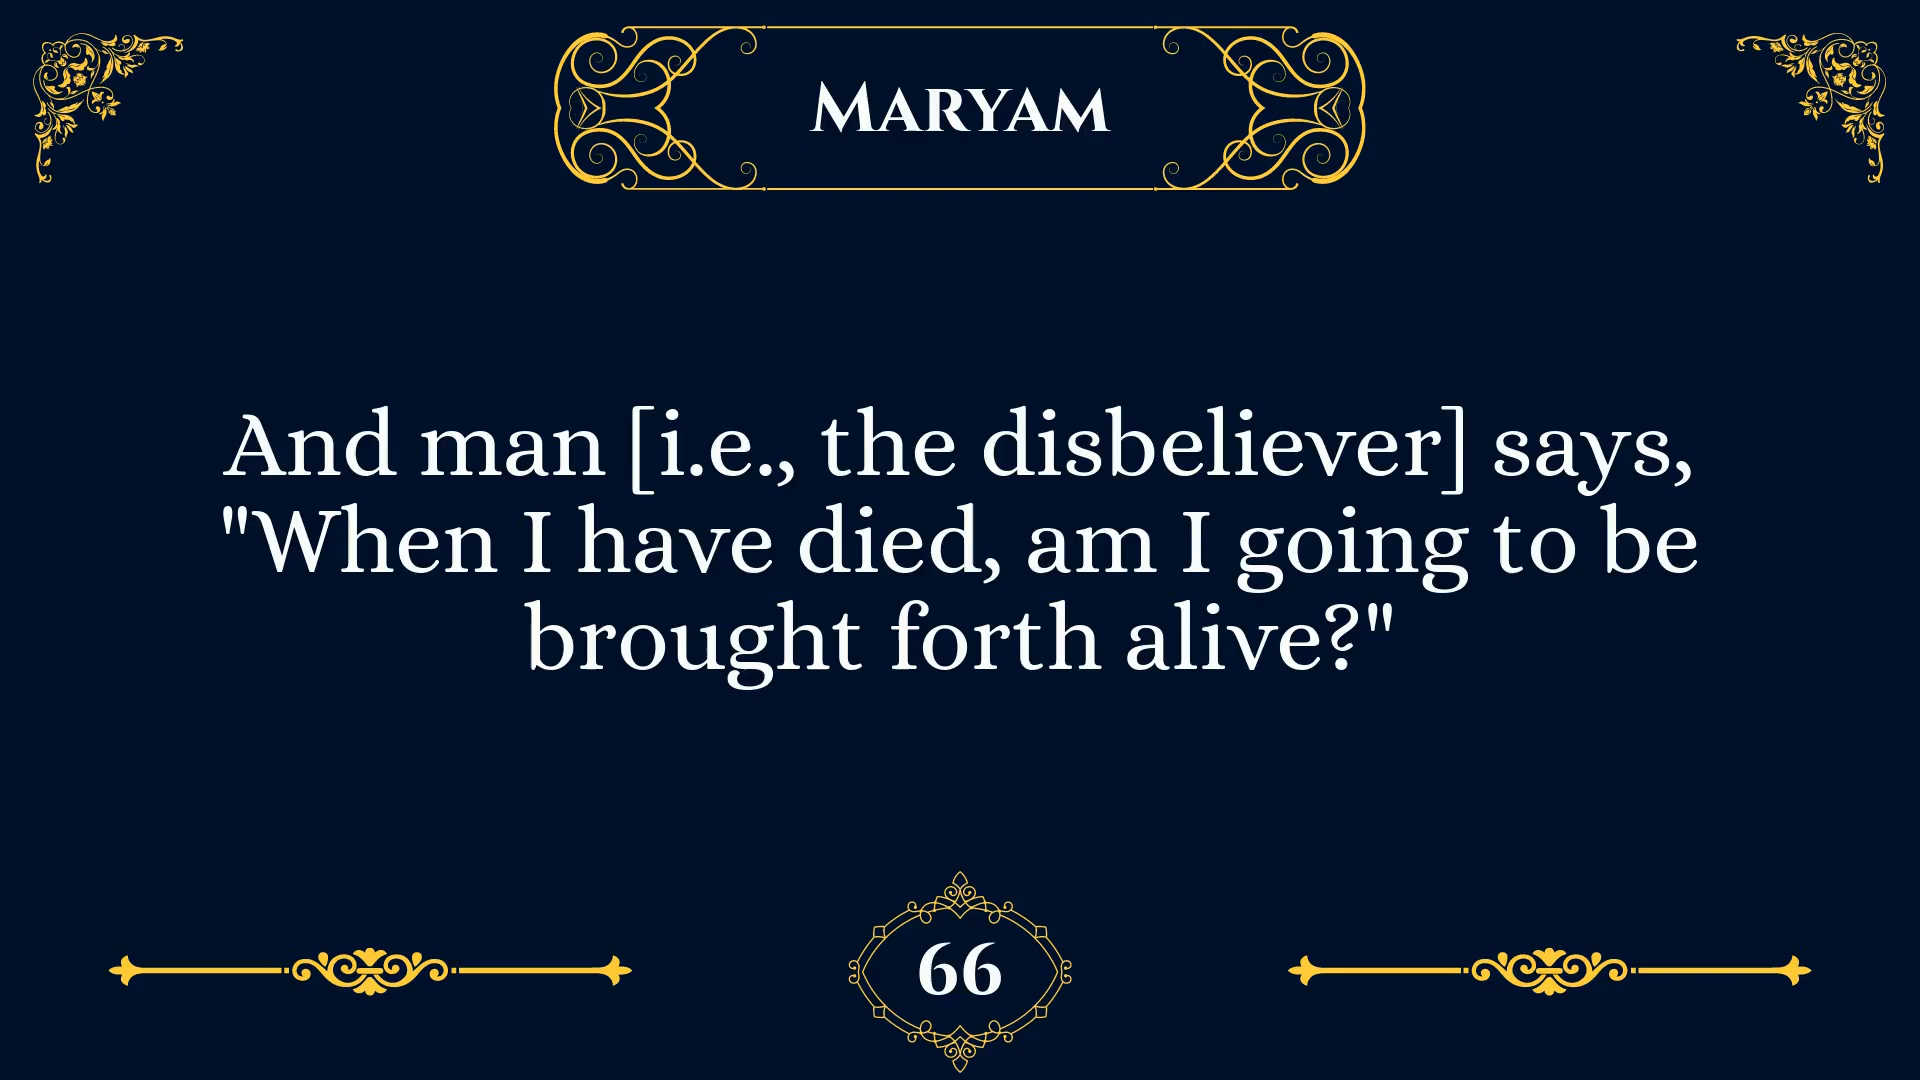 Maryam
And man [i.e., the disbeliever] says,
"When I have died, am I going to be
brought forth alive?"
66